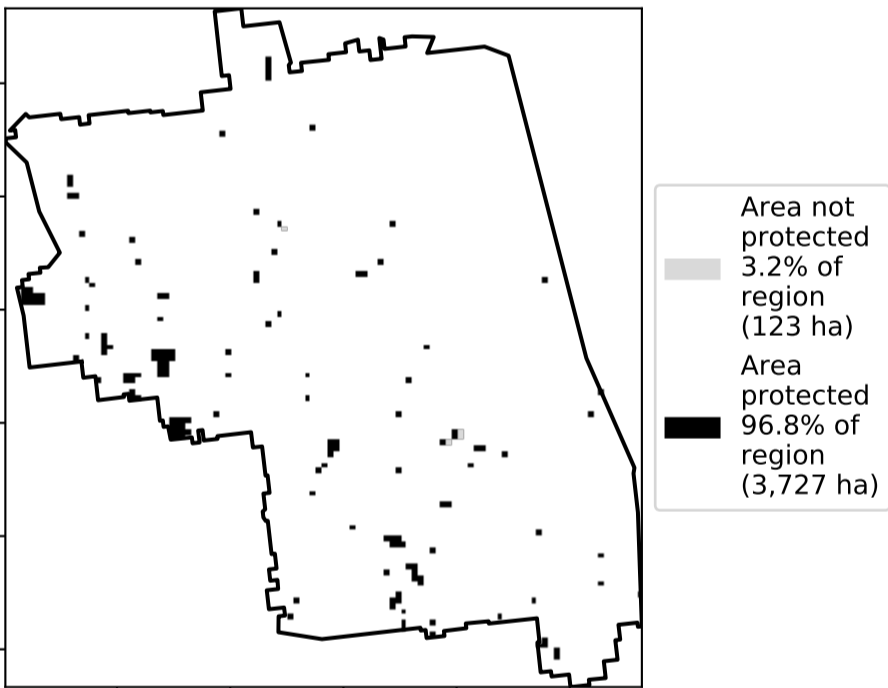 Area not
protected
3.2% of
region
(123 ha)
Area
protected
96.8% of
region
(3,727 ha)